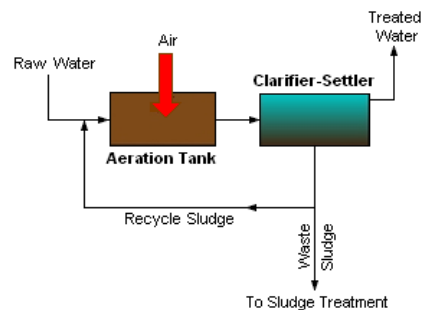 Treated
Water
Air
Raw Water
Clarifier-Settler
Aeration Tank
Recycle Sludge
Waste
Sludge
To Sludge Treatment